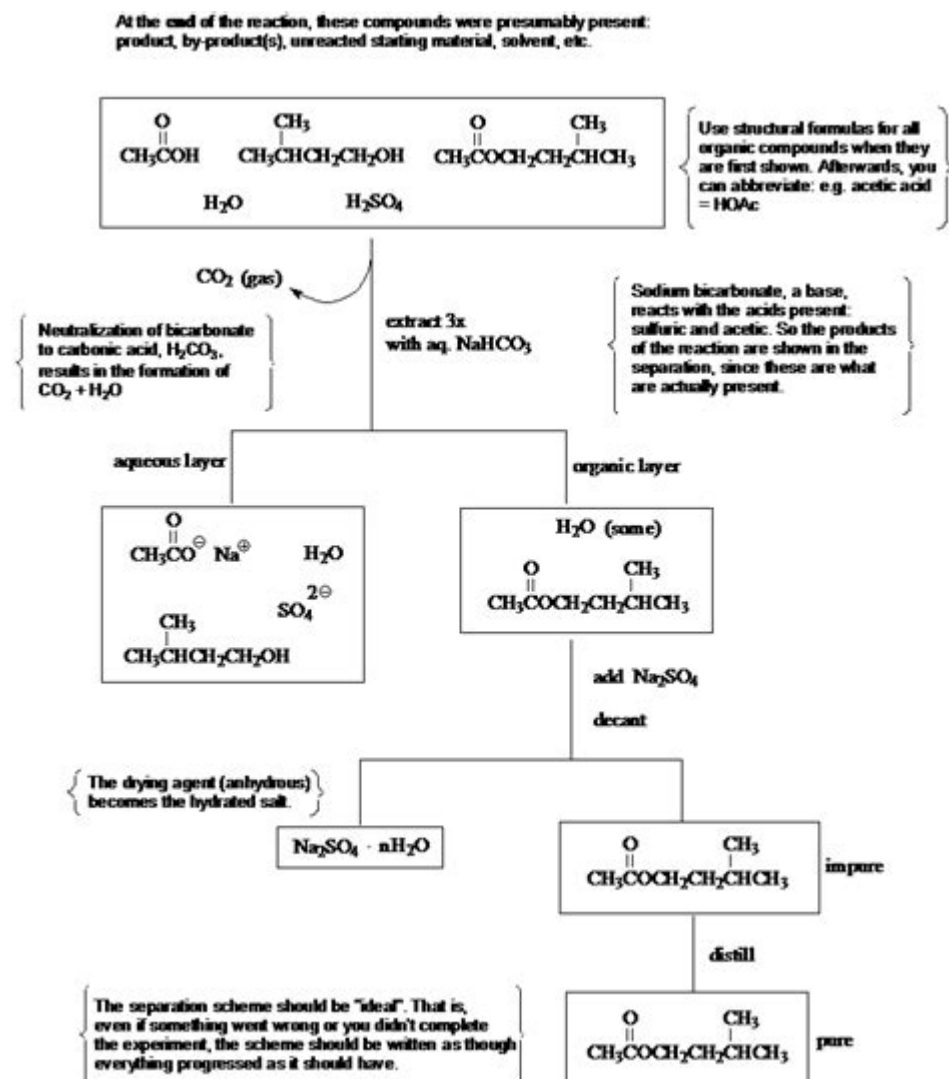 At the end of the reaction, these compounds were presumably present:
product, by-product(s), unreacted starting material, solvent, etc.
O
CH₃COH
CH₃
CH₃CHCH₂CH₂OH
O
CH₃
CH₃COCH₂CH₂CHCH₃
H₂O
H₂SO₄
Use structural formulas for all
organic compounds when they
are first shown. Afterwards, you
can abbreviate: e.g. acetic acid
= HOAc
CO₂ (gas)
Neutralization of bicarbonate
to carbonic acid, H₂CO₃,
results in the formation of
CO₂ + H₂O
extract 3x
with aq. NaHCO₃
Sodium bicarbonate, a base,
reacts with the acids present:
sulfuric and acetic. So the products
of the reaction are shown in the
separation, since these are what
are actually present.
aqueous layer
organic layer
O
CH₃CO⊖ Na⊕
H₂O
SO₄ 2⊖
CH₃
CH₃CHCH₂CH₂OH
H₂O (some)
O
CH₃
CH₃COCH₂CH₂CHCH₃
add Na₂SO₄
decant
The drying agent (anhydrous)
becomes the hydrated salt.
Na₂SO₄ · nH₂O
O
CH₃
CH₃COCH₂CH₂CHCH₃
impure
distill
The separation scheme should be "ideal". That is,
even if something went wrong or you didn't complete
the experiment, the scheme should be written as though
everything progressed as it should have.
O
CH₃
CH₃COCH₂CH₂CHCH₃
pure